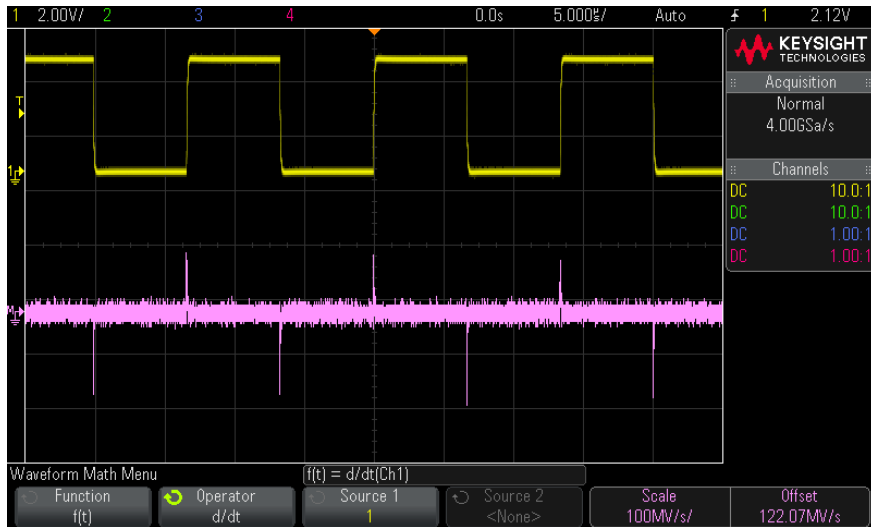 1 2.00V/ 2 3 4 0.0s 5.000µs/ Auto 1 2.12V
KEYSIGHT
TECHNOLOGIES
Acquisition
Normal
4.00GSa/s
Channels
DC 10.0:1
DC 10.0:1
DC 1.00:1
DC 1.00:1
T
1
M
Waveform Math Menu
f(t) = d/dt(Ch1)
Function Operator Source 1 Source 2 Scale Offset
f(t) d/dt 1 <None> 100MV/s/ 122.07MV/s